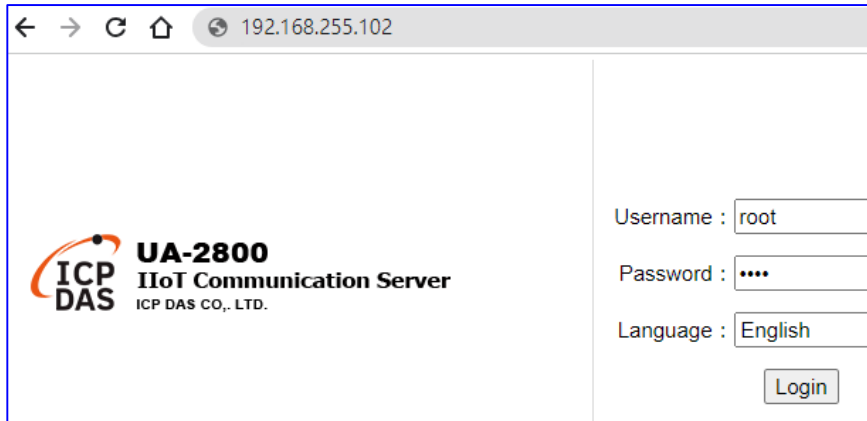 192.168.255.102
ICP
DAS
UA-2800
IIoT Communication Server
ICP DAS CO,. LTD.
Username : root
Password : ••••
Language : English
Login